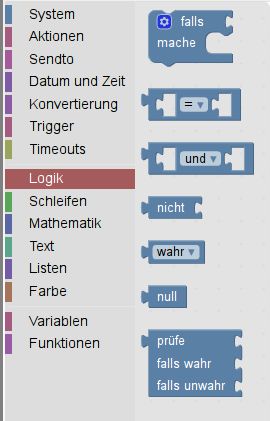 System
Aktionen
Sendto
Datum und Zeit
Konvertierung
Trigger
Timeouts
Logik
Schleifen
Mathematik
Text
Listen
Farbe
Variablen
Funktionen
falls
mache
=
und
nicht
wahr
null
prüfe
falls wahr
falls unwahr